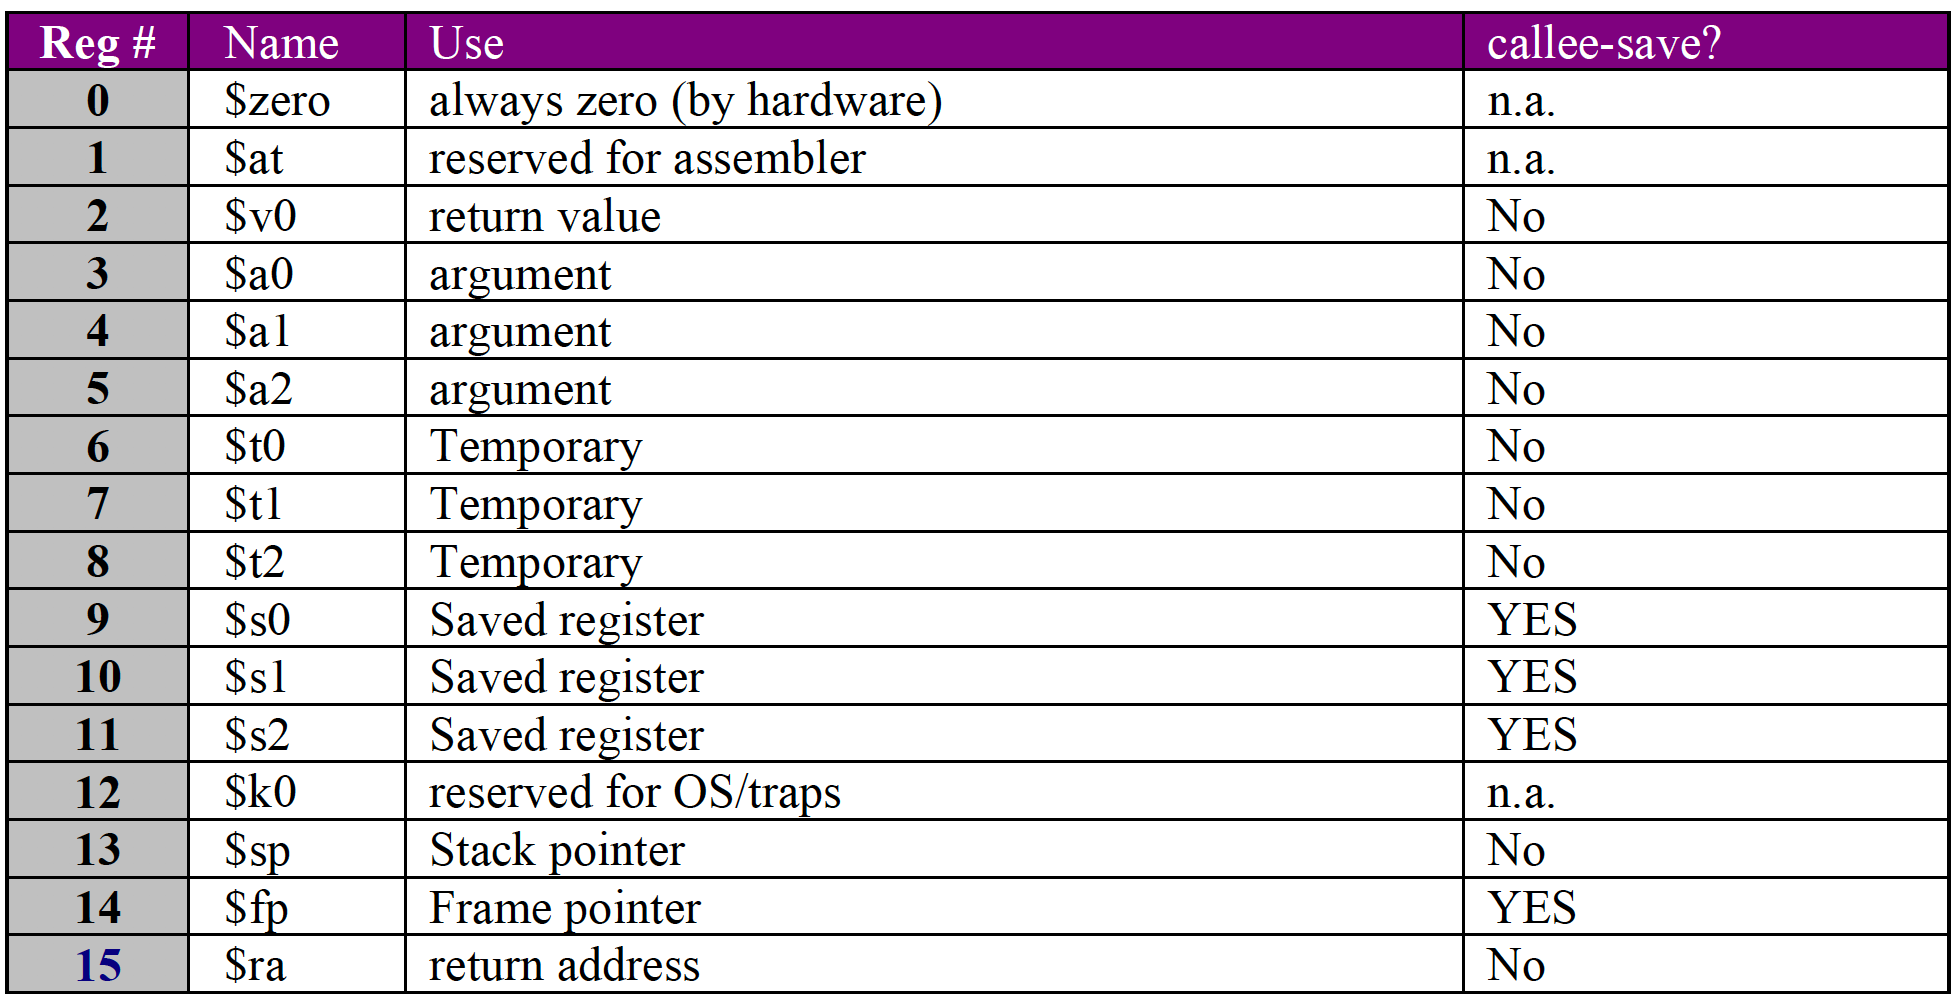 Reg # Name Use callee-save?
0 $zero always zero (by hardware) n.a.
1 $at reserved for assembler n.a.
2 $v0 return value No
3 $a0 argument No
4 $a1 argument No
5 $a2 argument No
6 $t0 Temporary No
7 $t1 Temporary No
8 $t2 Temporary No
9 $s0 Saved register YES
10 $s1 Saved register YES
11 $s2 Saved register YES
12 $k0 reserved for OS/traps n.a.
13 $sp Stack pointer No
14 $fp Frame pointer YES
15 $ra return address No